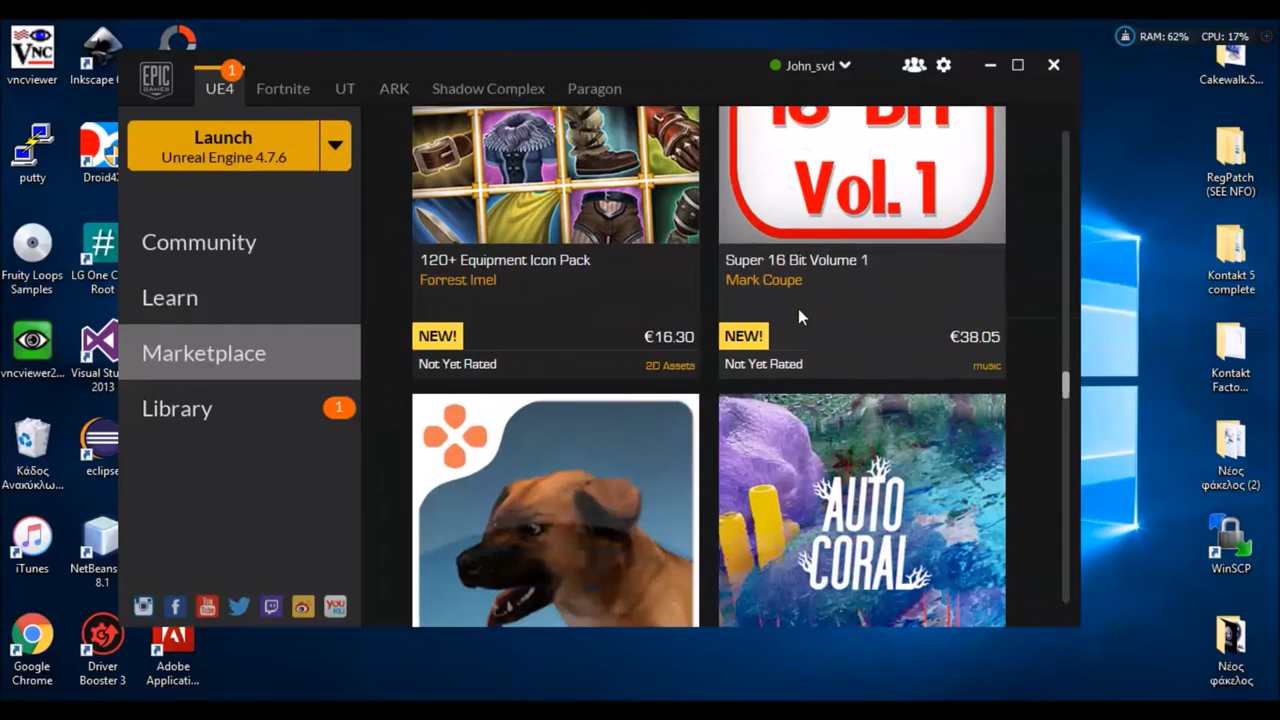 RAM: 62% CPU: 17%
VNC
vncviewer
Inkscape
Cakewalk.S...
EPIC
GAMES
1
UE4
Fortnite
UT
ARK
Shadow Complex
Paragon
John_svd
Launch
Unreal Engine 4.7.6
Community
Learn
Marketplace
Library
1
Vol. 1
120+ Equipment Icon Pack
Forrest Imel
NEW!
€16.30
Not Yet Rated
2D Assets
Super 16 Bit Volume 1
Mark Coupe
NEW!
€38.05
Not Yet Rated
music
AUTO
CORAL
putty
Droid4X
Fruity Loops
Samples
LG One C
Root
vncviewer2...
Visual Stu
2013
Κάδος
Ανακύκλω...
eclipse
iTunes
NetBeans
8.1
Google
Chrome
Driver
Booster 3
Adobe
Applicati...
RegPatch
(SEE NFO)
Kontakt 5
complete
Kontakt
Facto...
Νέος
φάκελος (2)
WinSCP
Νέος
φάκελος